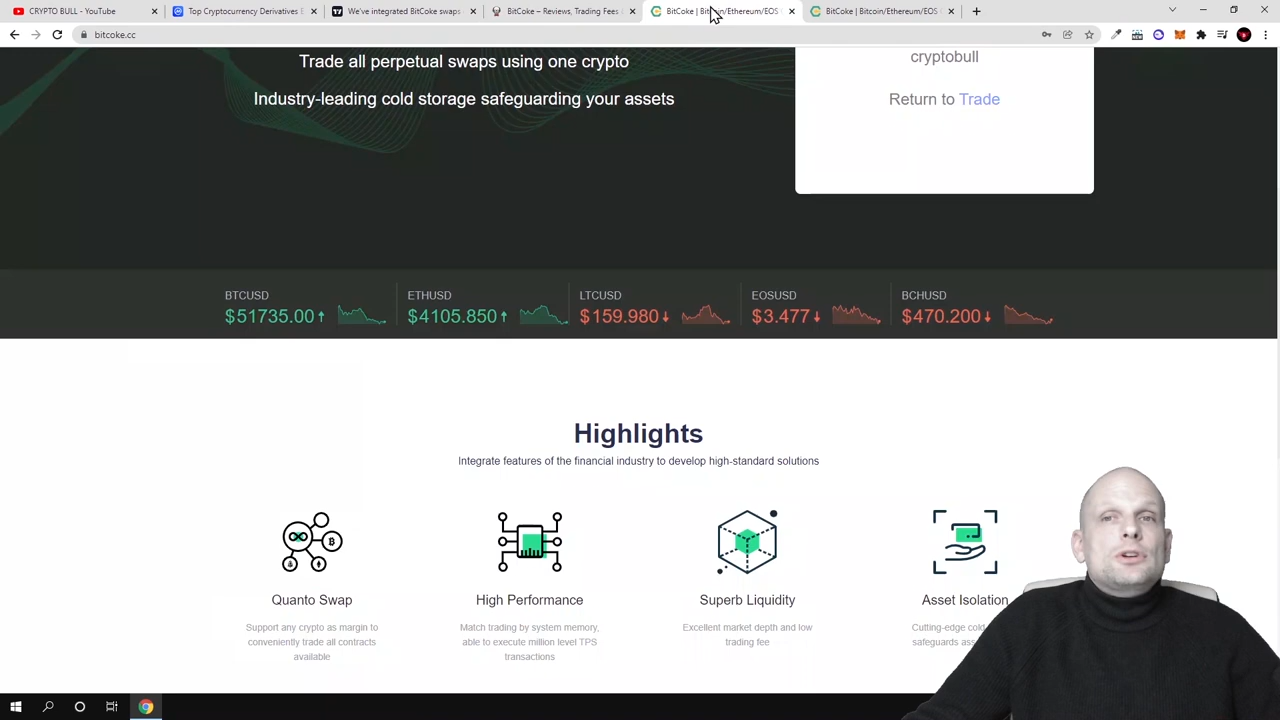 CRYPTO BULL - YouTube
Top Cryptocurrency Derivatives E
We've integrated BitCoke swaps
BitCoke – Reviews, Trading Fees
BitCoke | Bitcoin/Ethereum/EOS
BitCoke | Bitcoin/Ethereum/EOS
bitcoke.cc
Trade all perpetual swaps using one crypto
Industry-leading cold storage safeguarding your assets
cryptobull
Return to Trade
BTCUSD
$51735.00
ETHUSD
$4105.850
LTCUSD
$159.980
EOSUSD
$3.477
BCHUSD
$470.200
Highlights
Integrate features of the financial industry to develop high-standard solutions
Quanto Swap
Support any crypto as margin to
conveniently trade all contracts
available
High Performance
Match trading by system memory,
able to execute million level TPS
transactions
Superb Liquidity
Excellent market depth and low
trading fee
Asset Isolation
Cutting-edge cold
safeguards